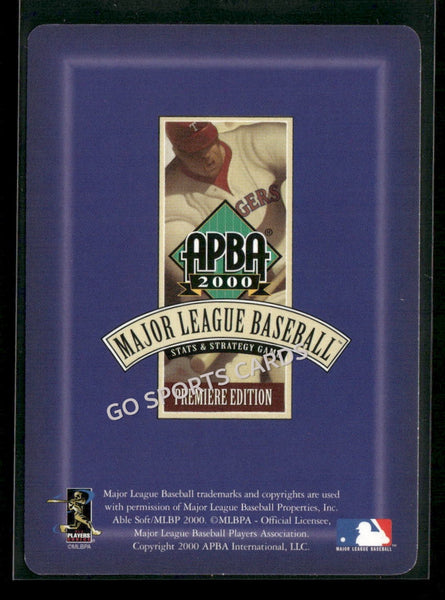 T
GERS
APBA®
2000
MAJOR LEAGUE BASEBALL™
STATS & STRATEGY GAME
GO SPORTS CARDS
PREMIERE EDITION
Major League Baseball trademarks and copyrights are used
with permission of Major League Baseball Properties, Inc.
Able Soft/MLBP 2000. ©MLBPA - Official Licensee,
Major League Baseball Players Association.
Copyright 2000 APBA International, LLC.
PLAYERS
©MLBPA
MAJOR LEAGUE BASEBALL